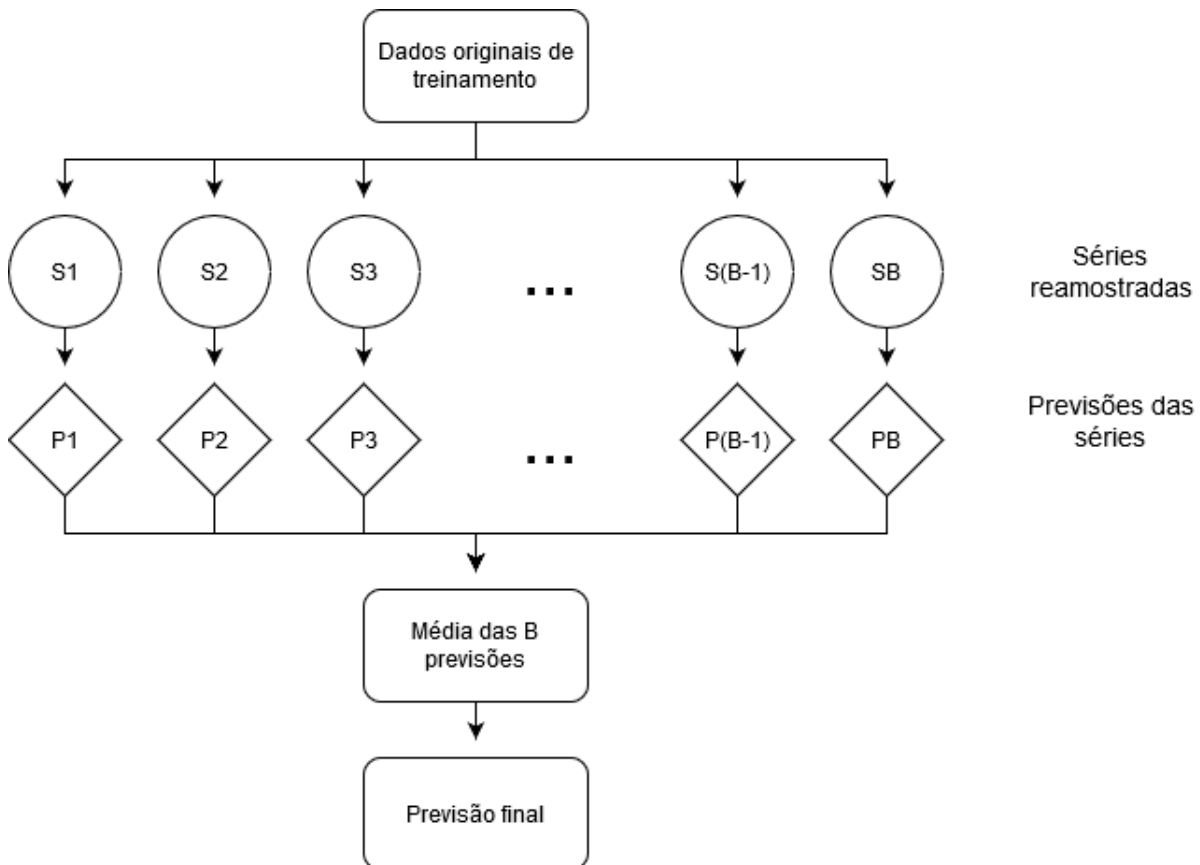 Dados originais de
treinamento
S1
S2
S3
...
S(B-1)
SB
Séries
reamostradas
P1
P2
P3
...
P(B-1)
PB
Previsões das
séries
Média das B
previsões
Previsão final